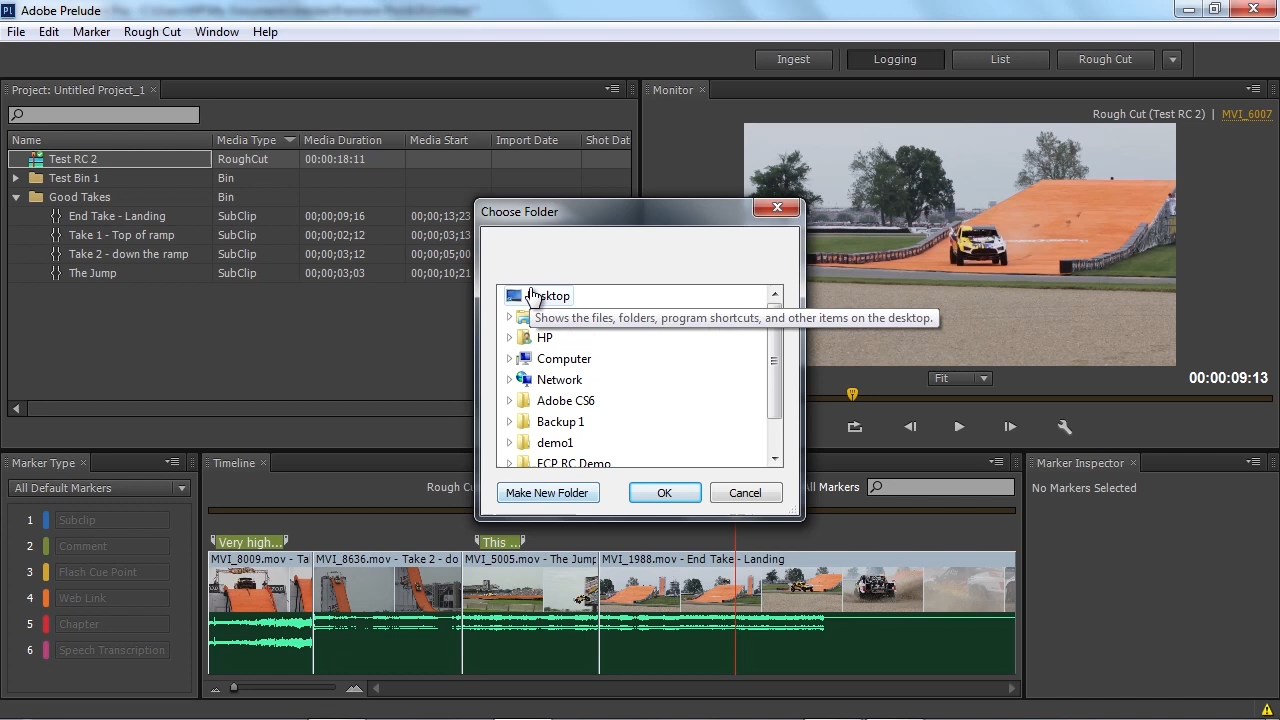 Pl Adobe Prelude
File Edit Marker Rough Cut Window Help
Ingest Logging List Rough Cut
Project: Untitled Project_1
Name Media Type Media Duration Media Start Import Date Shot Dat
Test RC 2 RoughCut 00:00:18:11
Test Bin 1 Bin
Good Takes Bin
End Take - Landing SubClip 00;00;09;16 00;00;13;23
Take 1 - Top of ramp SubClip 00;00;02;12 00;00;03;13
Take 2 - down the ramp SubClip 00;00;03;12 00;00;05;00
The Jump SubClip 00;00;03;03 00;00;10;21
Monitor
Rough Cut (Test RC 2) | MVI_6007
Fit
00:00:09:13
Choose Folder
sktop
Shows the files, folders, program shortcuts, and other items on the desktop.
HP
Computer
Network
Adobe CS6
Backup 1
demo1
FCP RC Demo
Make New Folder OK Cancel
Marker Type
All Default Markers
1 Subclip
2 Comment
3 Flash Cue Point
4 Web Link
5 Chapter
6 Speech Transcription
Timeline
Rough Cu
ll Markers
Very high...
This ...
MVI_8009.mov - Ta MVI_8636.mov - Take 2 - do MVI_5005.mov - The Jump MVI_1988.mov - End Take - Landing
Marker Inspector
No Markers Selected